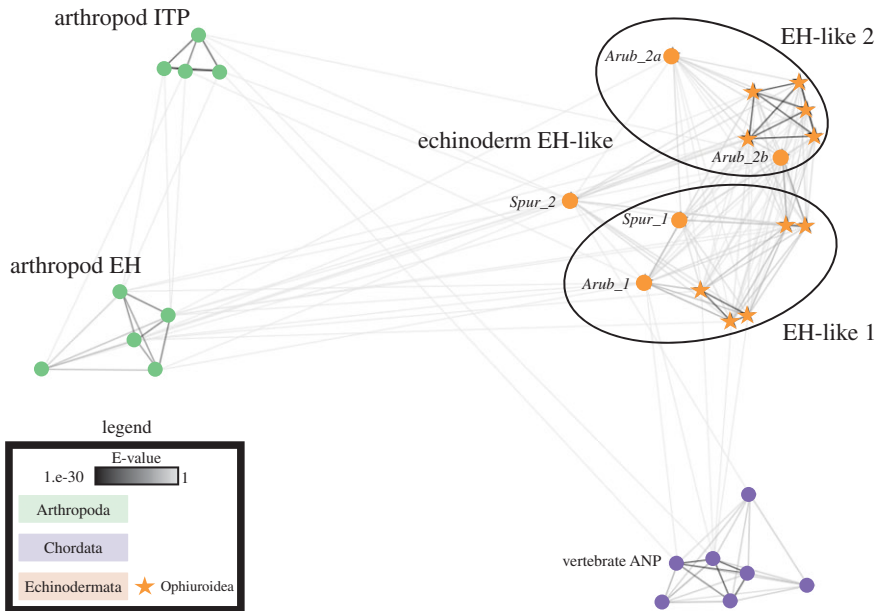 arthropod ITP
EH-like 2
Arub_2a
echinoderm EH-like
Arub_2b
Spur_2
Spur_1
arthropod EH
Arub_1
EH-like 1
legend
E-value
1.e-30
1
Arthropoda
Chordata
Echinodermata
Ophiuroidea
vertebrate ANP